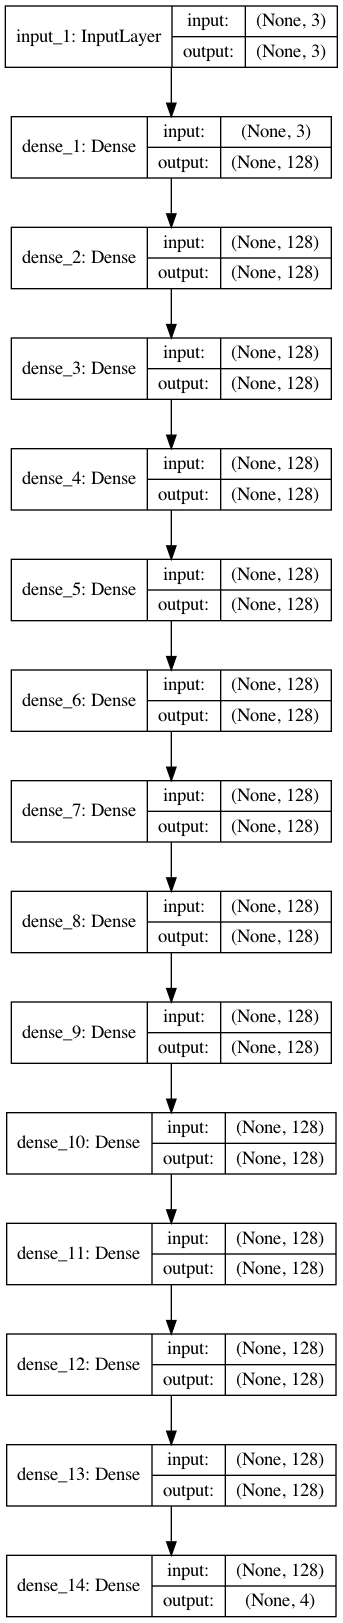 input_1: InputLayer
input: (None, 3)
output: (None, 3)
dense_1: Dense
input: (None, 3)
output: (None, 128)
dense_2: Dense
input: (None, 128)
output: (None, 128)
dense_3: Dense
input: (None, 128)
output: (None, 128)
dense_4: Dense
input: (None, 128)
output: (None, 128)
dense_5: Dense
input: (None, 128)
output: (None, 128)
dense_6: Dense
input: (None, 128)
output: (None, 128)
dense_7: Dense
input: (None, 128)
output: (None, 128)
dense_8: Dense
input: (None, 128)
output: (None, 128)
dense_9: Dense
input: (None, 128)
output: (None, 128)
dense_10: Dense
input: (None, 128)
output: (None, 128)
dense_11: Dense
input: (None, 128)
output: (None, 128)
dense_12: Dense
input: (None, 128)
output: (None, 128)
dense_13: Dense
input: (None, 128)
output: (None, 128)
dense_14: Dense
input: (None, 128)
output: (None, 4)